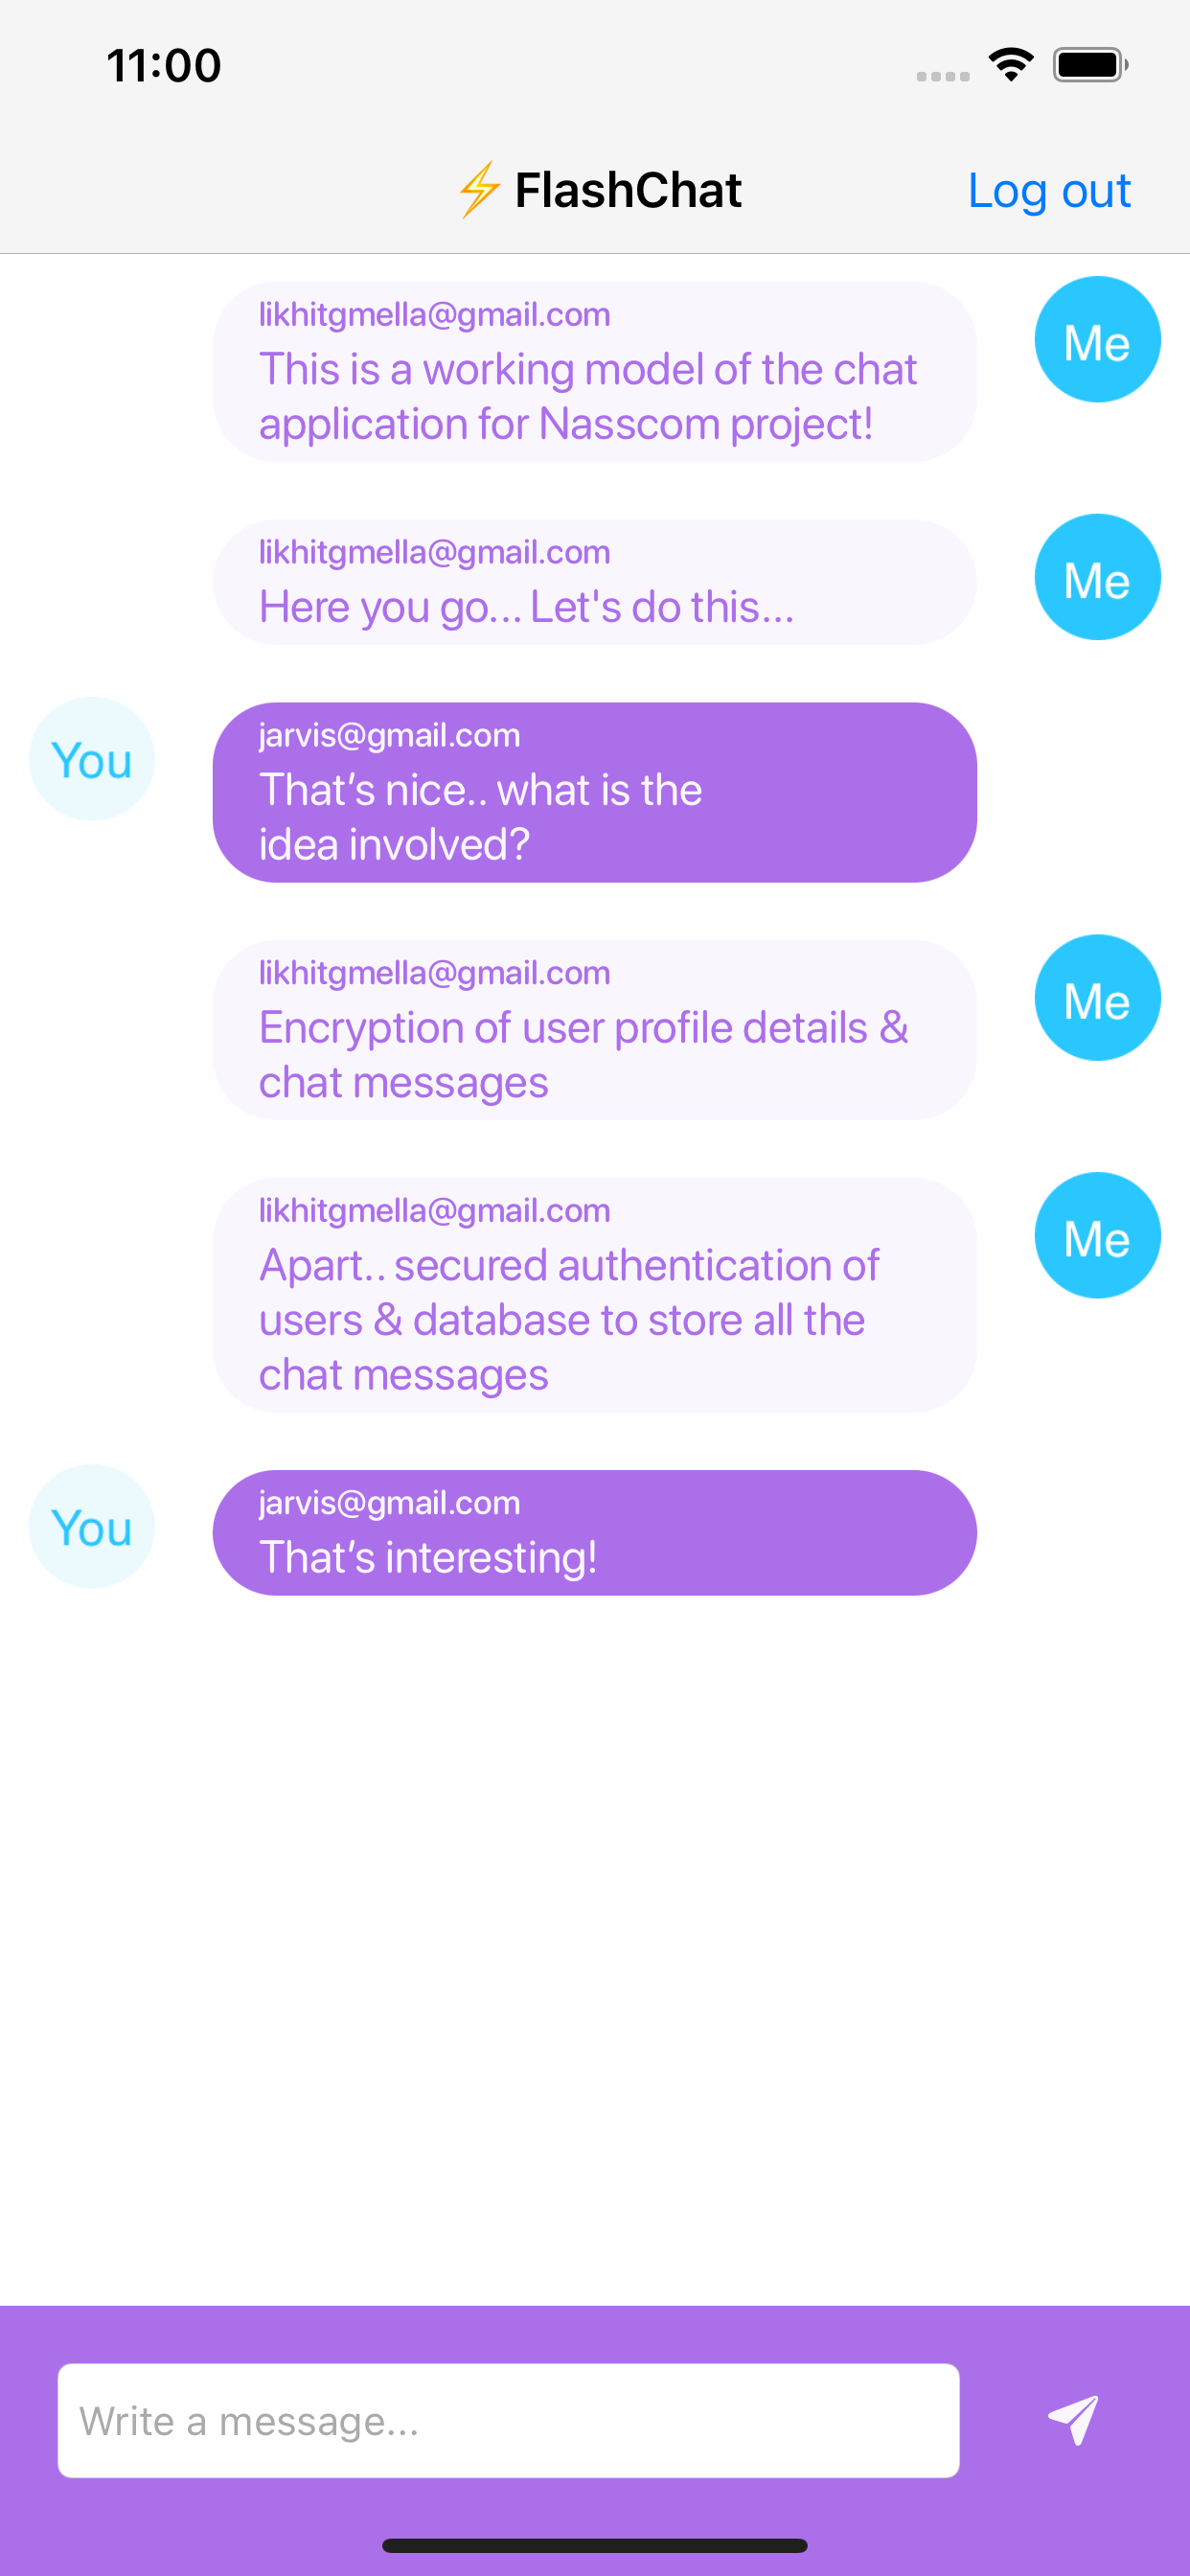 11:00
⚡️FlashChat
Log out
likhitgmella@gmail.com
This is a working model of the chat
application for Nasscom project!
Me
likhitgmella@gmail.com
Here you go... Let's do this...
Me
You
jarvis@gmail.com
That’s nice.. what is the
idea involved?
likhitgmella@gmail.com
Encryption of user profile details &
chat messages
Me
likhitgmella@gmail.com
Apart.. secured authentication of
users & database to store all the
chat messages
Me
You
jarvis@gmail.com
That’s interesting!
Write a message...